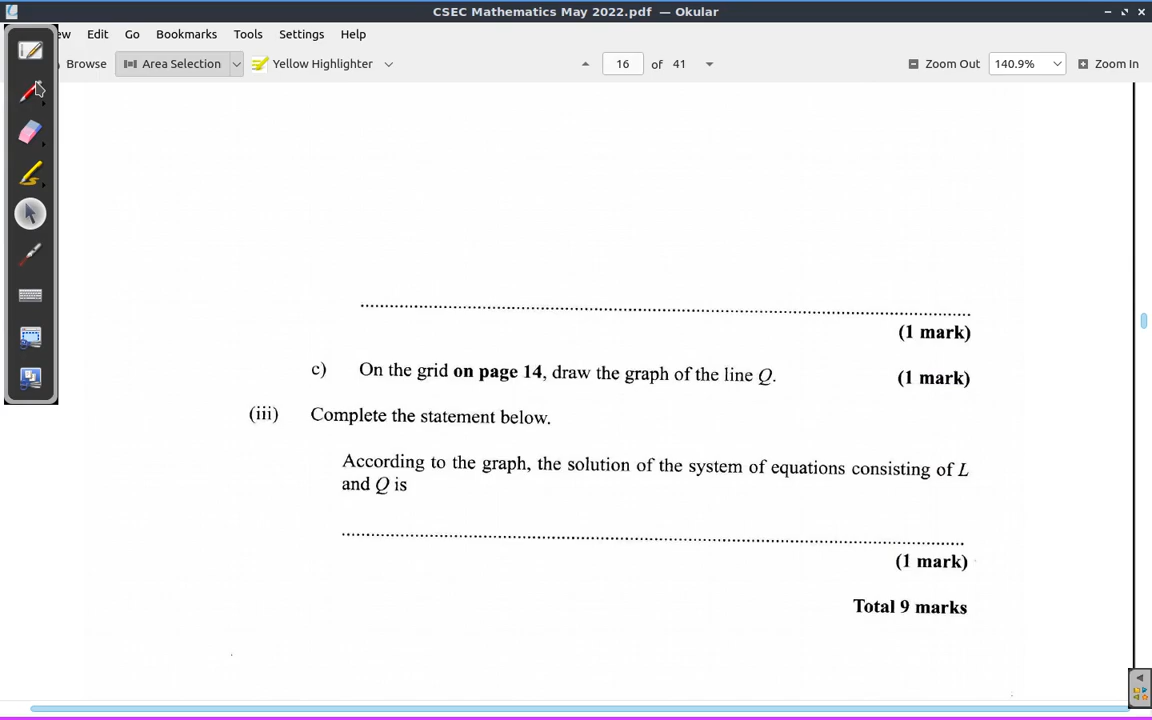 CSEC Mathematics May 2022.pdf — Okular
ew Edit Go Bookmarks Tools Settings Help
Browse Area Selection Yellow Highlighter 16 of 41 Zoom Out 140.9% Zoom In
(1 mark)
c) On the grid on page 14, draw the graph of the line Q. (1 mark)
(iii) Complete the statement below.
According to the graph, the solution of the system of equations consisting of L
and Q is
(1 mark)
Total 9 marks